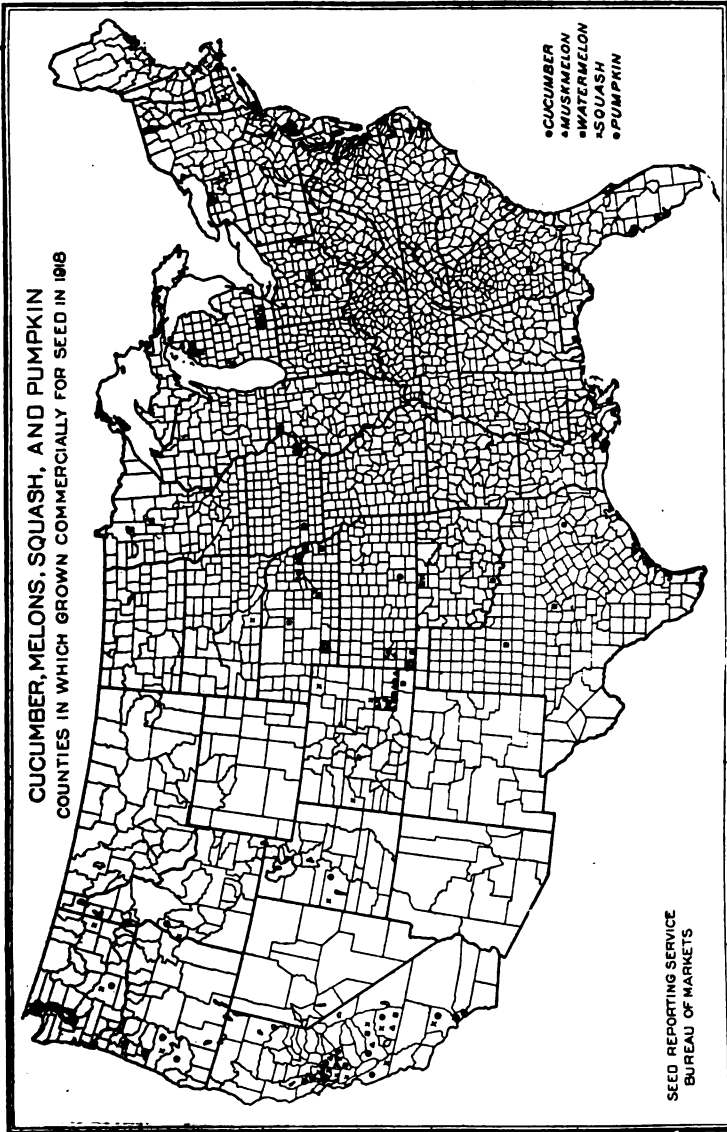 CUCUMBER, MELONS, SQUASH, AND PUMPKIN
COUNTIES IN WHICH GROWN COMMERCIALLY FOR SEED IN 1918
CUCUMBER
MUSKMELON
WATERMELON
SQUASH
PUMPKIN
SEED REPORTING SERVICE
BUREAU OF MARKETS